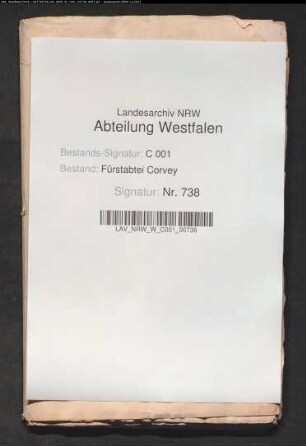 Landesarchiv NRW
Abteilung Westfalen
Bestands-Signatur: C 001
Bestand: Fürstabtei Corvey
Signatur: Nr. 738
LAV_NRW_W_C001_00738